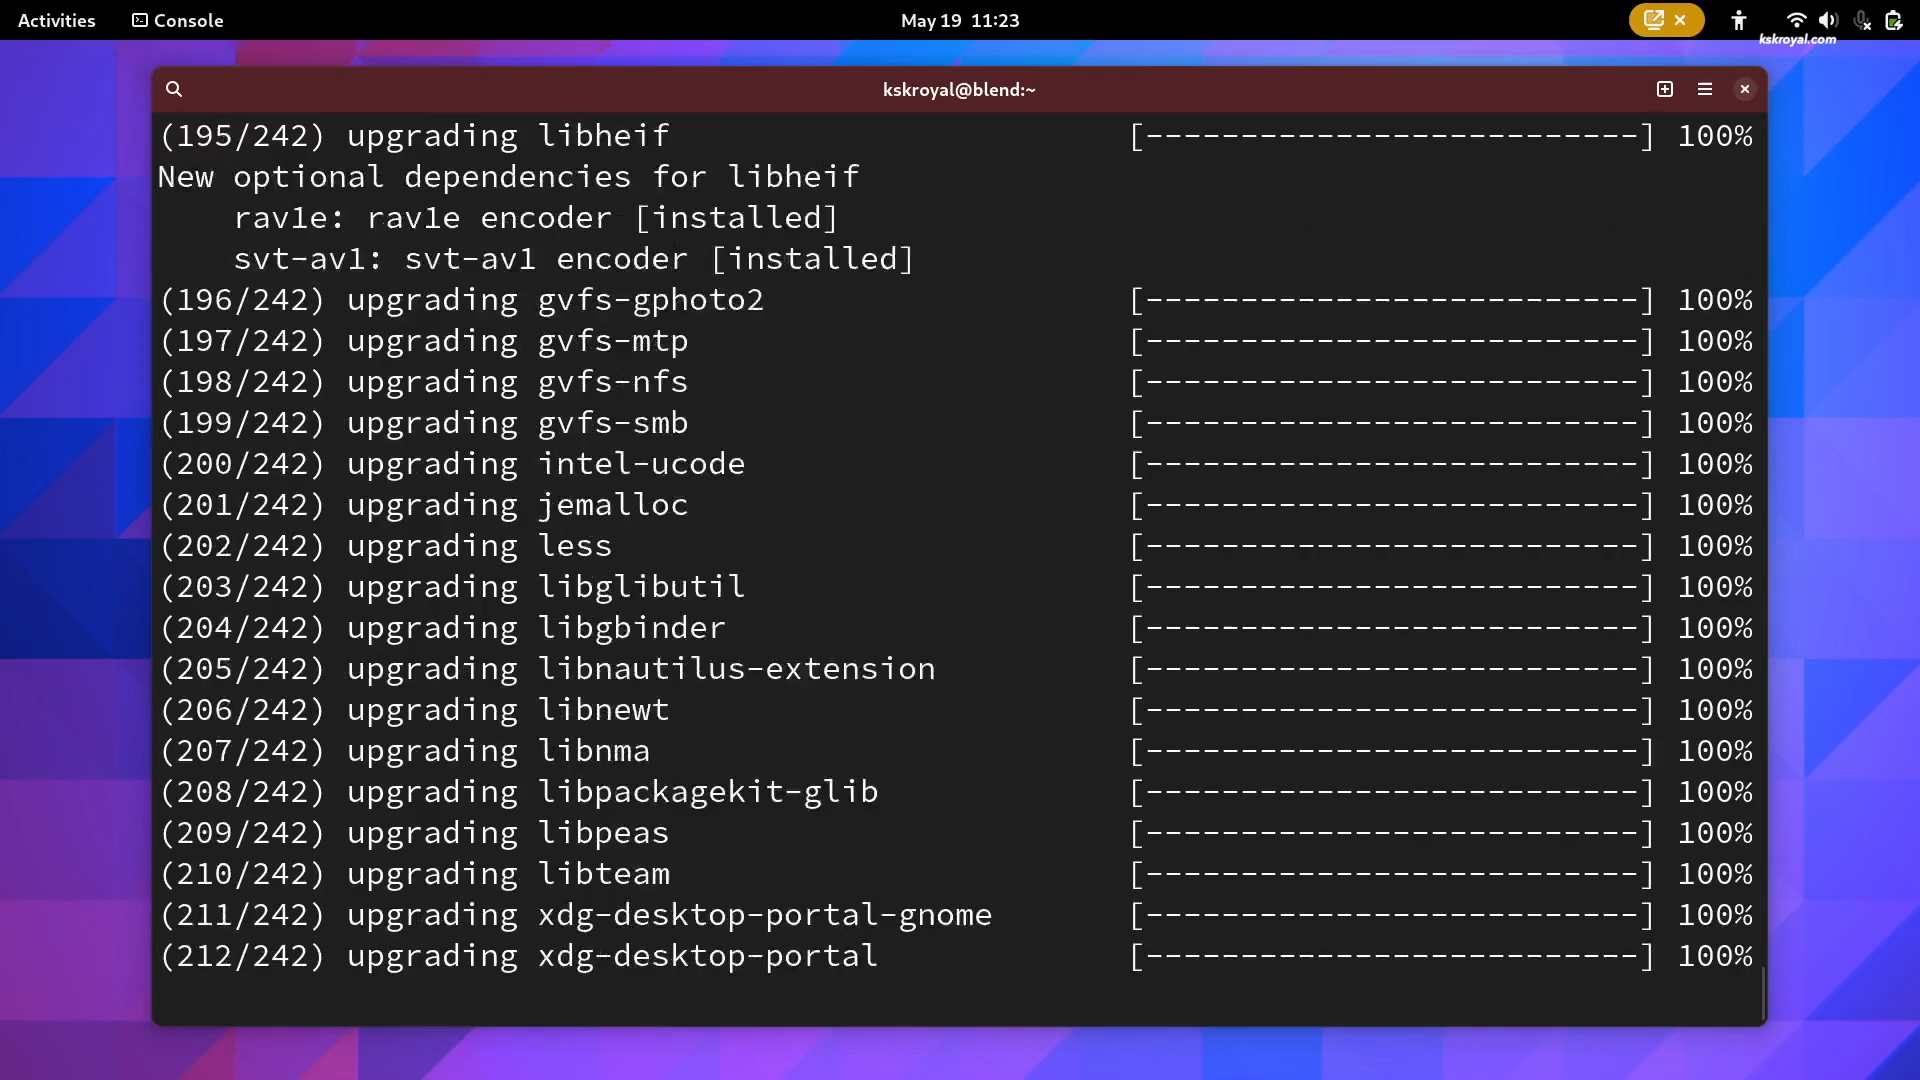 Activities Console May 19 11:23
kskroyal.com
kskroyal@blend:~
(195/242) upgrading libheif [--------------------------] 100%
New optional dependencies for libheif
rav1e: rav1e encoder [installed]
svt-av1: svt-av1 encoder [installed]
(196/242) upgrading gvfs-gphoto2 [--------------------------] 100%
(197/242) upgrading gvfs-mtp [--------------------------] 100%
(198/242) upgrading gvfs-nfs [--------------------------] 100%
(199/242) upgrading gvfs-smb [--------------------------] 100%
(200/242) upgrading intel-ucode [--------------------------] 100%
(201/242) upgrading jemalloc [--------------------------] 100%
(202/242) upgrading less [--------------------------] 100%
(203/242) upgrading libglibutil [--------------------------] 100%
(204/242) upgrading libgbinder [--------------------------] 100%
(205/242) upgrading libnautilus-extension [--------------------------] 100%
(206/242) upgrading libnewt [--------------------------] 100%
(207/242) upgrading libnma [--------------------------] 100%
(208/242) upgrading libpackagekit-glib [--------------------------] 100%
(209/242) upgrading libpeas [--------------------------] 100%
(210/242) upgrading libteam [--------------------------] 100%
(211/242) upgrading xdg-desktop-portal-gnome [--------------------------] 100%
(212/242) upgrading xdg-desktop-portal [--------------------------] 100%